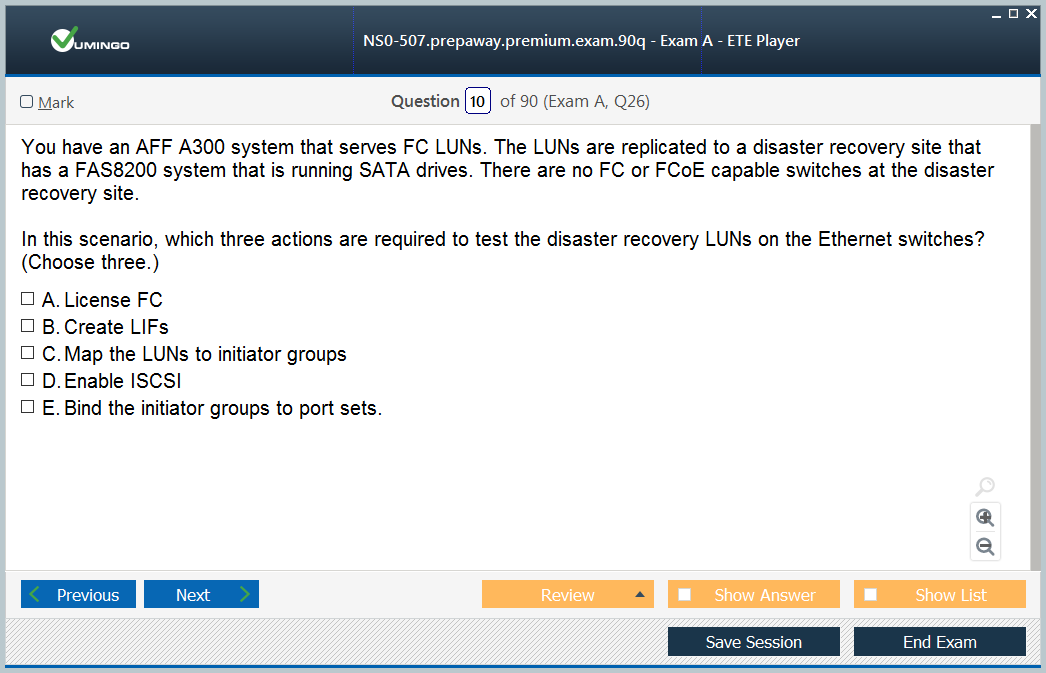 VUMINGO
NS0-507.prepaway.premium.exam.90q - Exam A - ETE Player
Mark
Question 10 of 90 (Exam A, Q26)
You have an AFF A300 system that serves FC LUNs. The LUNs are replicated to a disaster recovery site that
has a FAS8200 system that is running SATA drives. There are no FC or FCoE capable switches at the disaster
recovery site.
In this scenario, which three actions are required to test the disaster recovery LUNs on the Ethernet switches?
(Choose three.)
A. License FC
B. Create LIFs
C. Map the LUNs to initiator groups
D. Enable ISCSI
E. Bind the initiator groups to port sets.
Previous
Next
Review
Show Answer
Show List
Save Session
End Exam